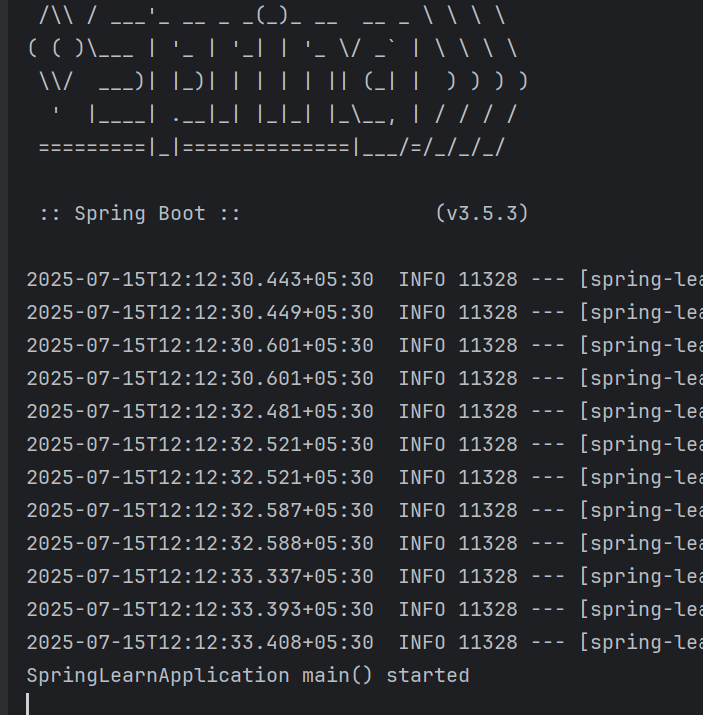 /\\ / ___'_ __ _ _(_)_ __  __ _ \ \ \ \
( ( )\___ | '_ | '_| | '_ \/ _` | \ \ \ \
 \\/  ___)| |_)| | | | | || (_| |  ) ) ) )
  '  |____| .__|_| |_|_| |_\__, | / / / /
 =========|_|==============|___/=/_/_/_/
 :: Spring Boot ::                (v3.5.3)
2025-07-15T12:12:30.443+05:30  INFO 11328 --- [spring-lea
2025-07-15T12:12:30.449+05:30  INFO 11328 --- [spring-lea
2025-07-15T12:12:30.601+05:30  INFO 11328 --- [spring-lea
2025-07-15T12:12:30.601+05:30  INFO 11328 --- [spring-lea
2025-07-15T12:12:32.481+05:30  INFO 11328 --- [spring-lea
2025-07-15T12:12:32.521+05:30  INFO 11328 --- [spring-lea
2025-07-15T12:12:32.521+05:30  INFO 11328 --- [spring-lea
2025-07-15T12:12:32.587+05:30  INFO 11328 --- [spring-lea
2025-07-15T12:12:32.588+05:30  INFO 11328 --- [spring-lea
2025-07-15T12:12:33.337+05:30  INFO 11328 --- [spring-lea
2025-07-15T12:12:33.393+05:30  INFO 11328 --- [spring-lea
2025-07-15T12:12:33.408+05:30  INFO 11328 --- [spring-lea
SpringLearnApplication main() started